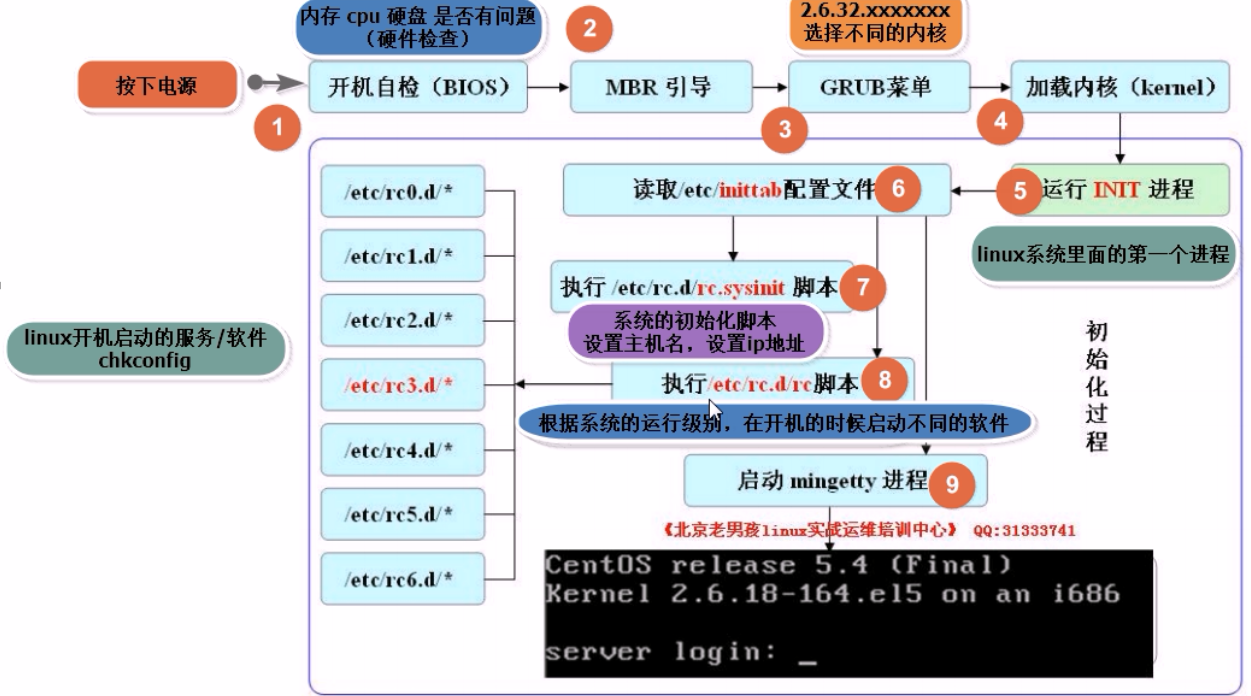 内存 cpu 硬盘 是否有问题
（硬件检查）
2
2.6.32.xxxxxxx
选择不同的内核
按下电源
开机自检（BIOS）
MBR 引导
GRUB菜单
加载内核（kernel）
1
3
4
/etc/rc0.d/*
读取/etc/inittab配置文件
6
5
运行 INIT 进程
linux系统里面的第一个进程
/etc/rc1.d/*
执行 /etc/rc.d/rc.sysinit 脚本
7
系统的初始化脚本
设置主机名，设置ip地址
/etc/rc2.d/*
linux开机启动的服务/软件
chkconfig
初始化过程
/etc/rc3.d/*
执行/etc/rc.d/rc脚本
8
根据系统的运行级别，在开机的时候启动不同的软件
/etc/rc4.d/*
启动 mingetty 进程
9
/etc/rc5.d/*
《北京老男孩linux实战运维培训中心》 QQ:31333741
/etc/rc6.d/*
CentOS release 5.4 (Final)
Kernel 2.6.18-164.el5 on an i686
server login: _